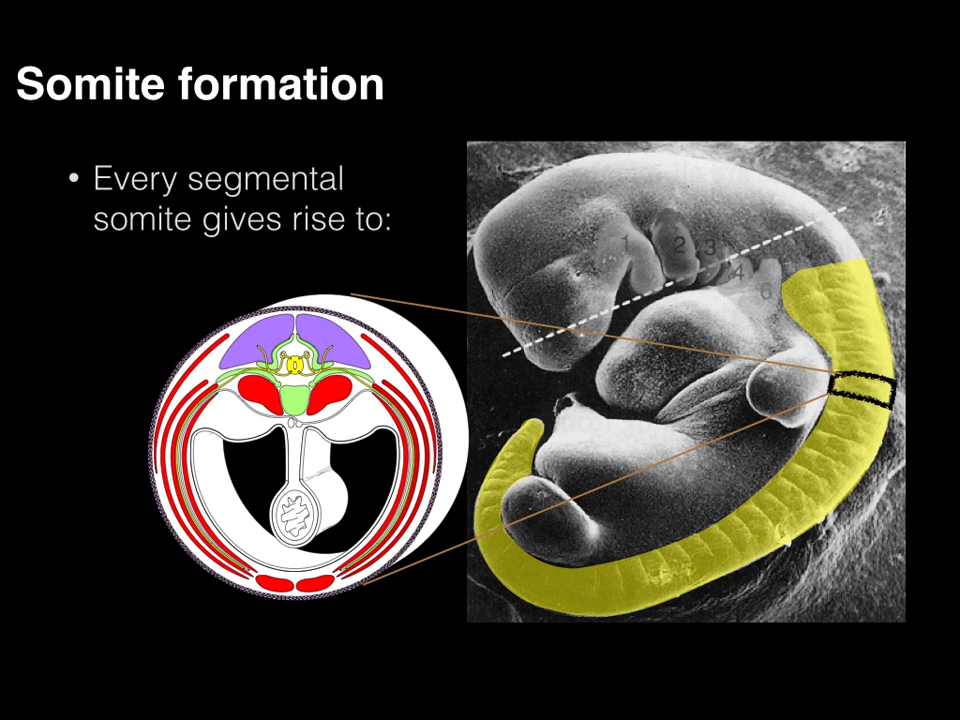 Somite formation
• Every segmental
somite gives rise to:
1
2
3
4
6